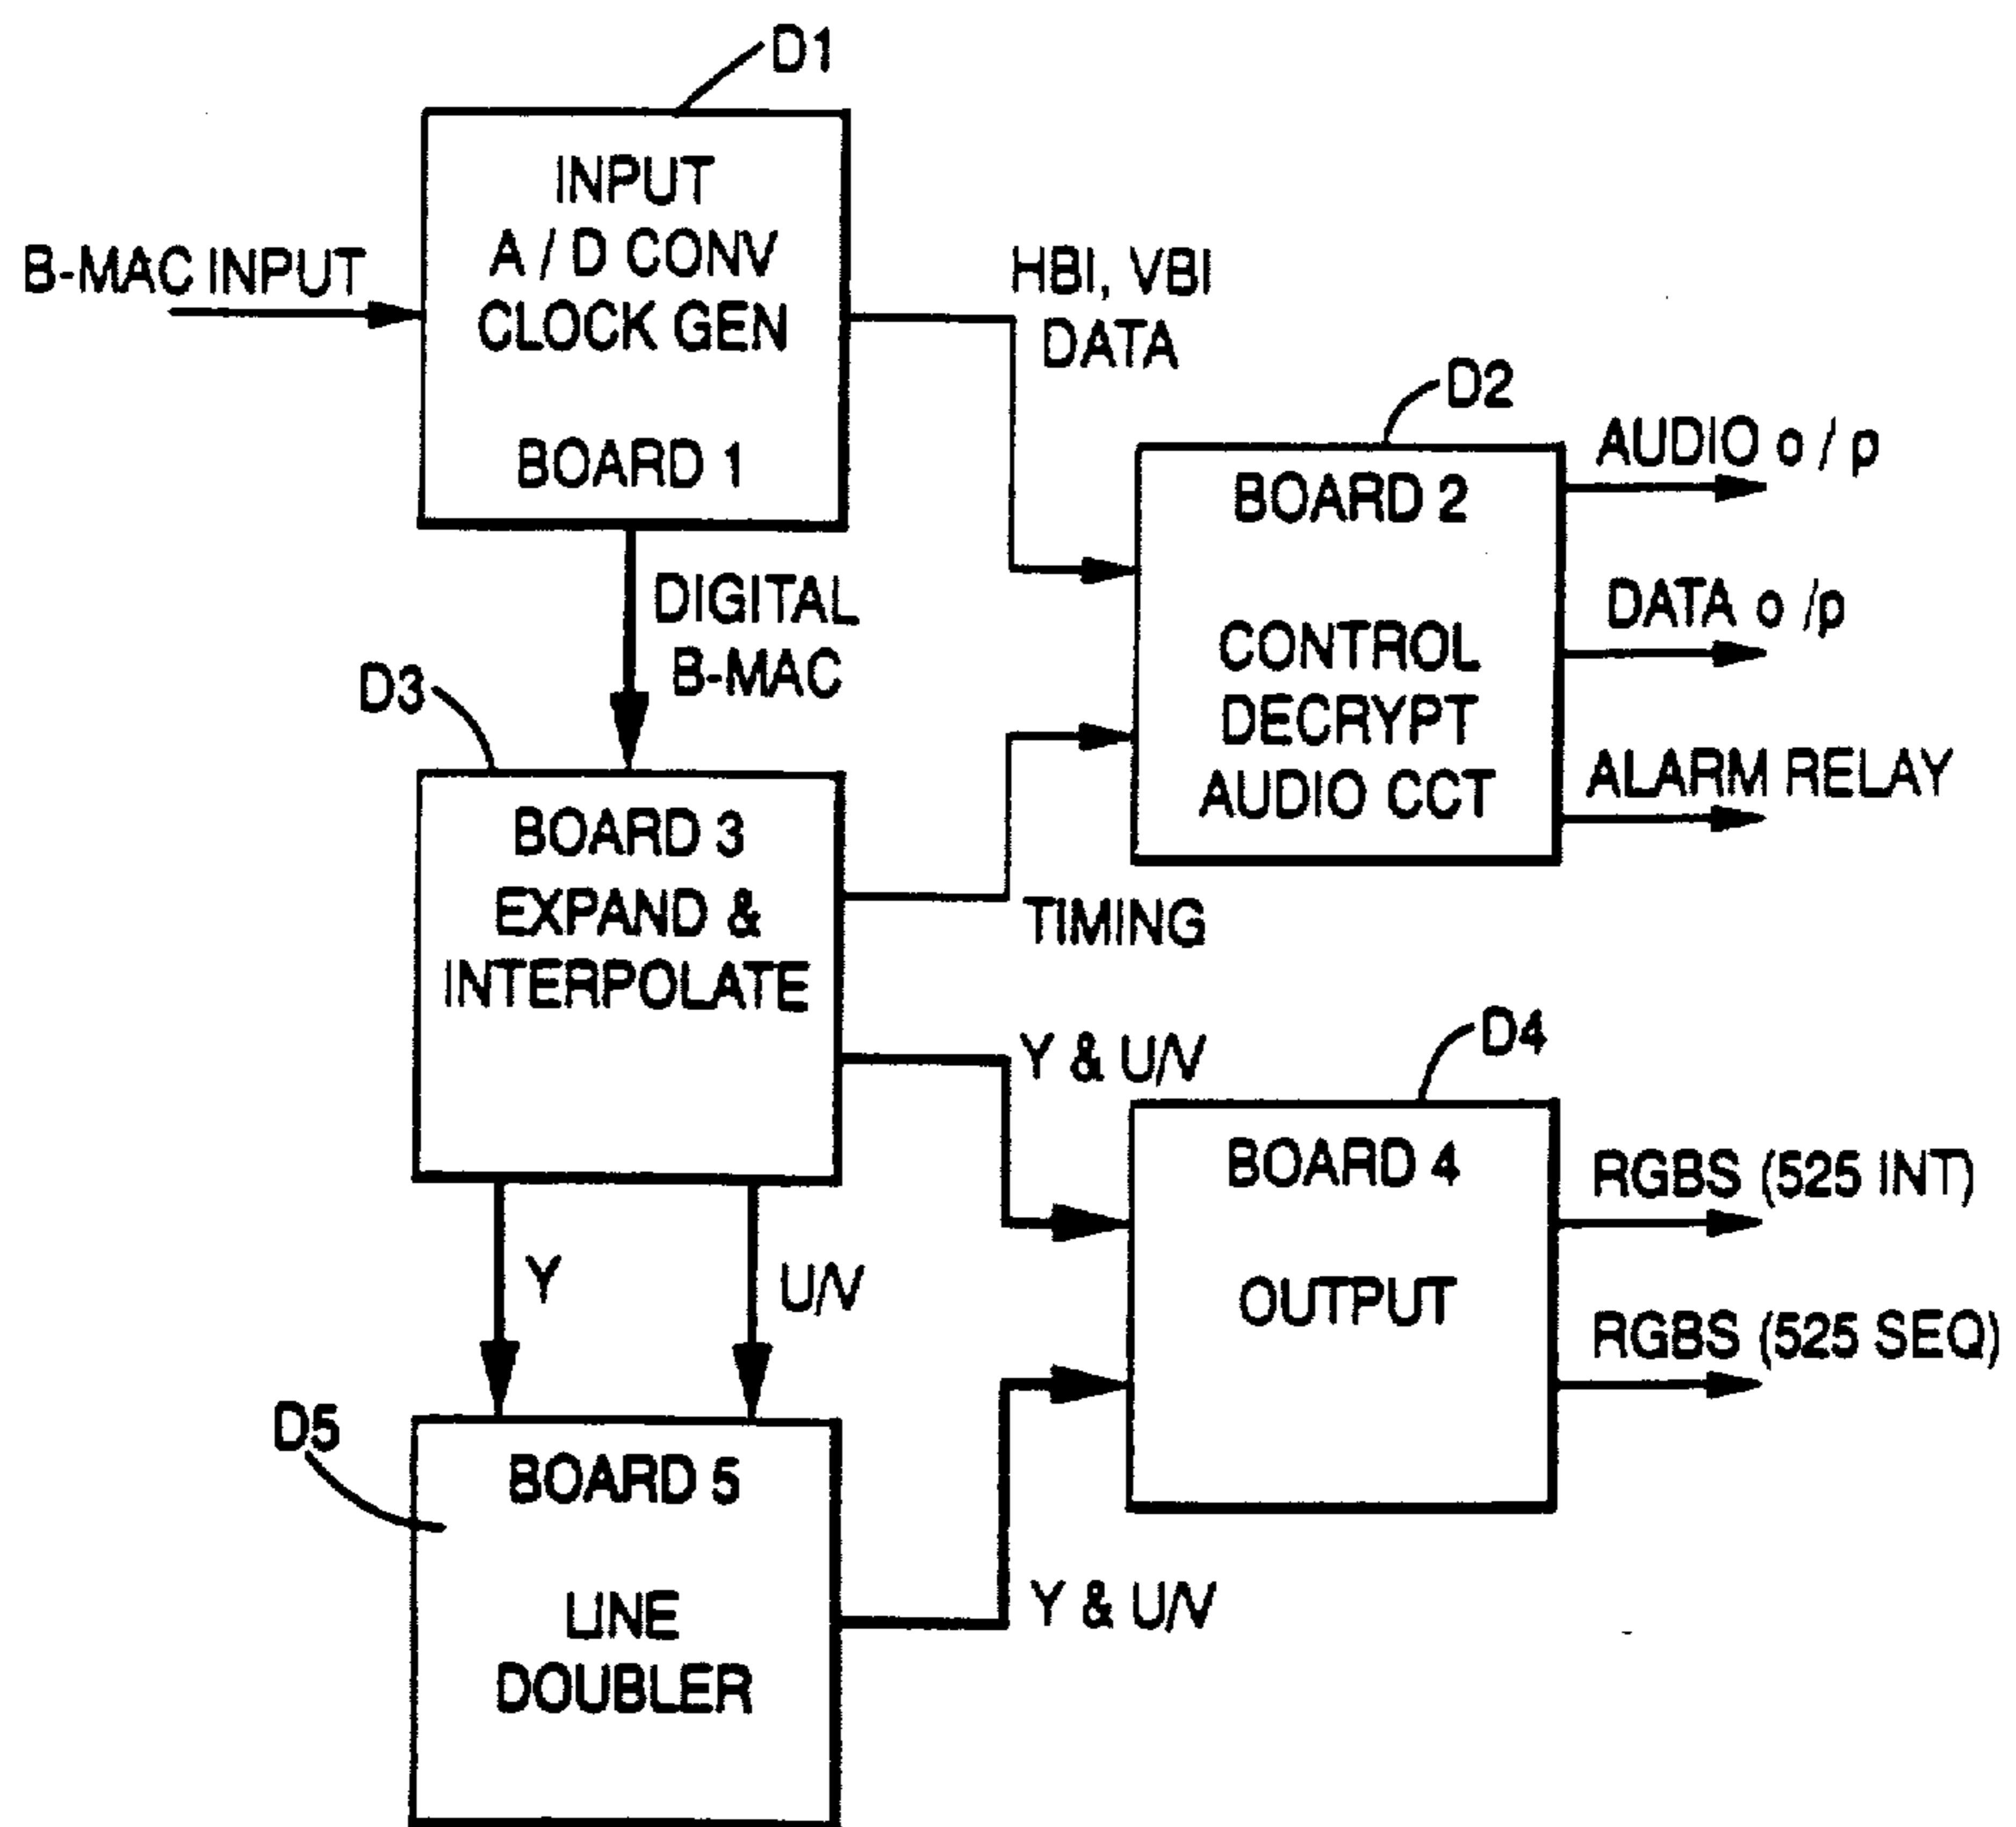 D1
INPUT
A / D CONV
CLOCK GEN
BOARD 1
B-MAC INPUT
HBI, VBI
DATA
D2
BOARD 2
CONTROL
DECRYPT
AUDIO CCT
AUDIO o / p
DATA o /p
ALARM RELAY
DIGITAL
B-MAC
D3
BOARD 3
EXPAND &
INTERPOLATE
TIMING
Y & U/V
D4
BOARD 4
OUTPUT
RGBS (525 INT)
RGBS (525 SEQ)
Y
U/V
D5
BOARD 5
LINE
DOUBLER
Y & U/V